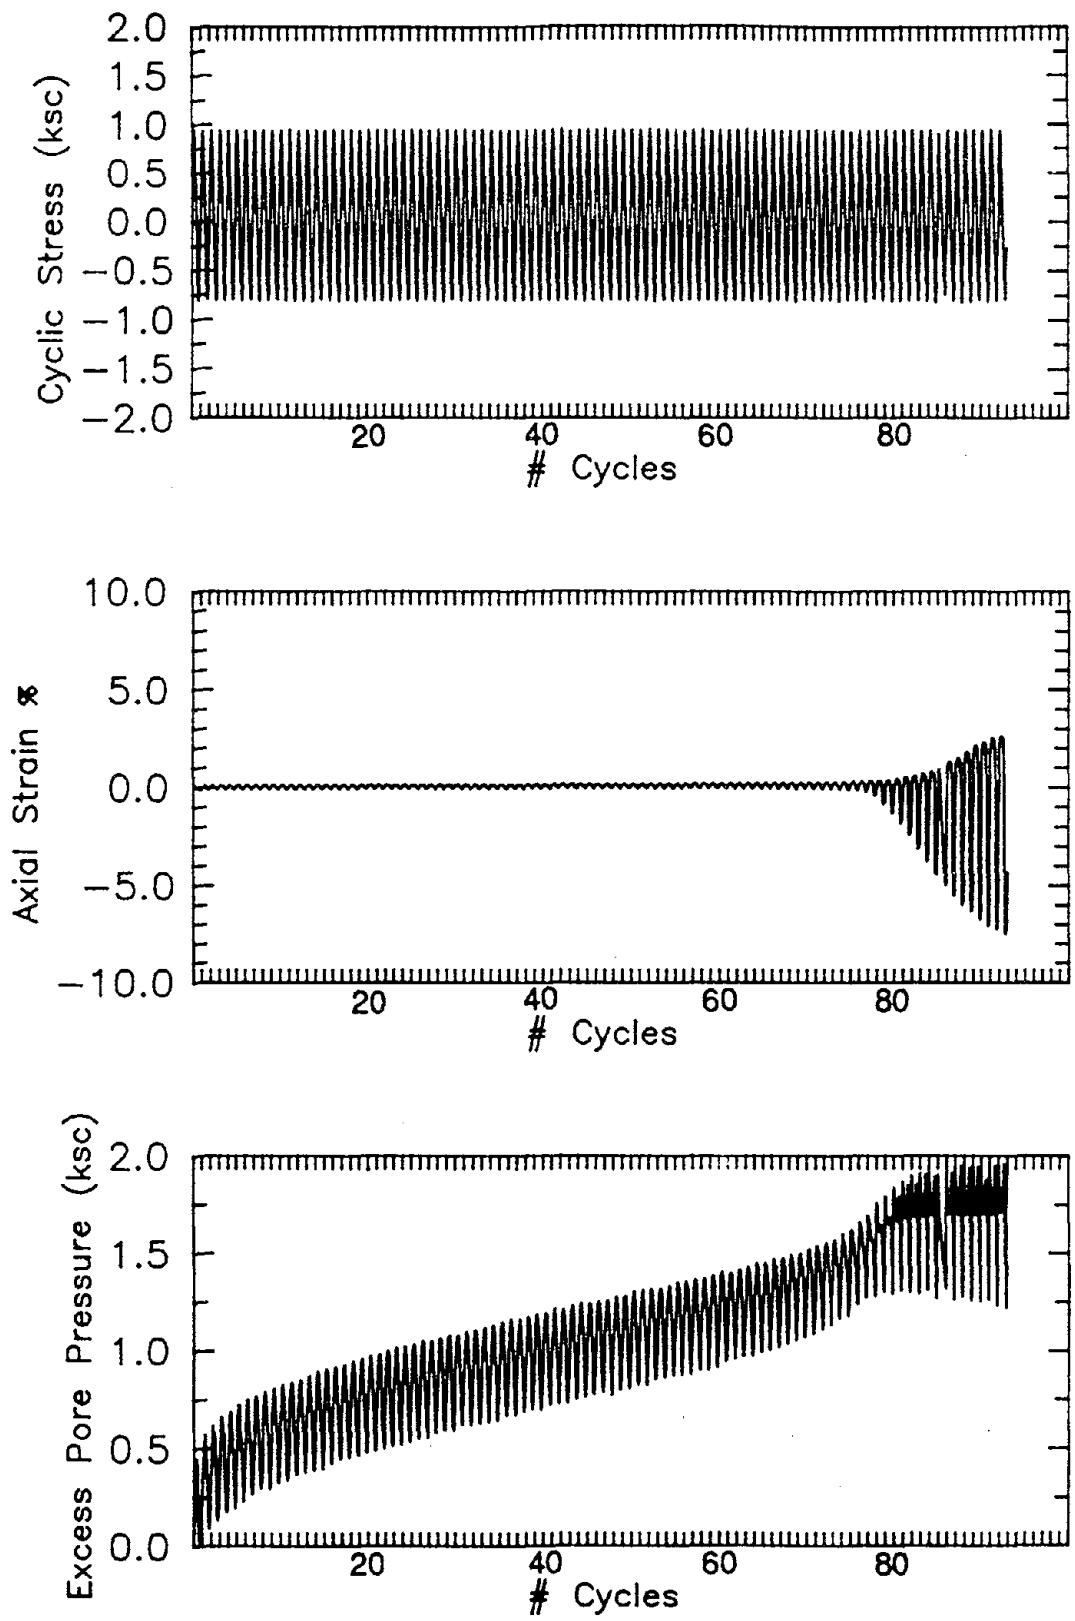 2.0
1.5
1.0
0.5
0.0
-0.5
-1.0
-1.5
-2.0
Cyclic Stress (ksc)
20 40 60 80
# Cycles
10.0
5.0
0.0
-5.0
-10.0
Axial Strain %
20 40 60 80
# Cycles
2.0
1.5
1.0
0.5
0.0
Excess Pore Pressure (ksc)
20 40 60 80
# Cycles